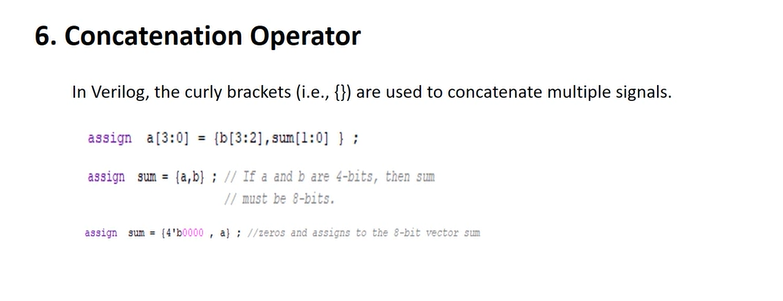 6. Concatenation Operator
In Verilog, the curly brackets (i.e., {}) are used to concatenate multiple signals.
assign a[3:0] = {b[3:2],sum[1:0] } ;
assign sum = {a,b} ; // If a and b are 4-bits, then sum
// must be 8-bits.
assign sum = {4'b0000 , a} ; //zeros and assigns to the 8-bit vector sum